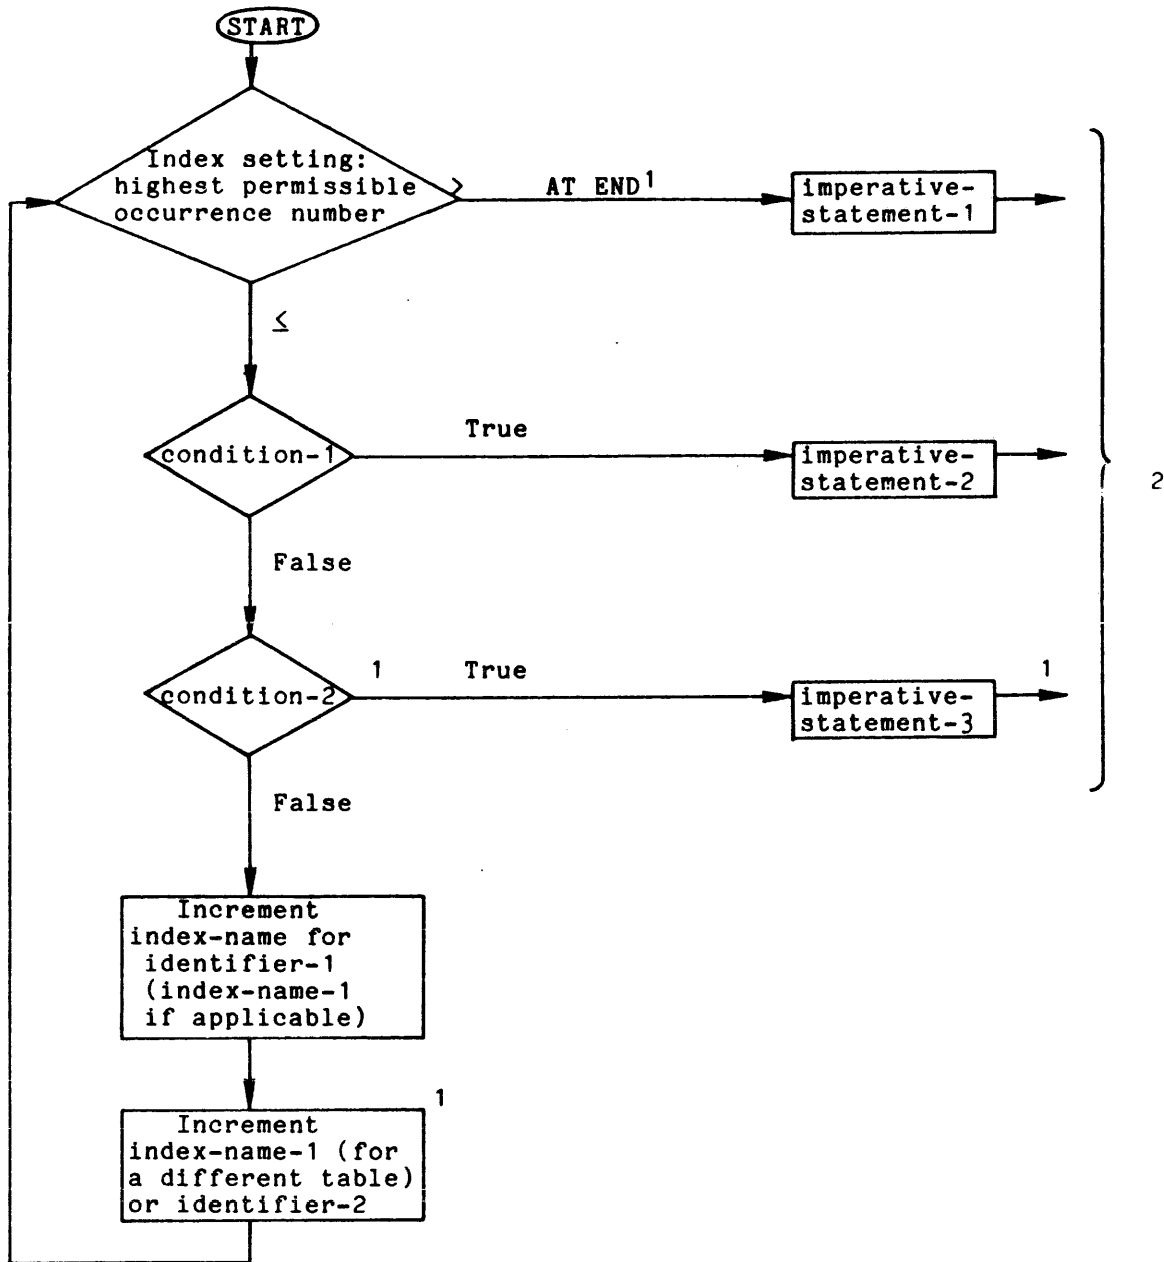 START
Index setting:
highest permissible
occurrence number
>
AT END1
imperative-
statement-1
≤
condition-1
True
imperative-
statement-2
2
False
condition-2
1
True
imperative-
statement-3
1
False
Increment
index-name for
identifier-1
(index-name-1
if applicable)
1
Increment
index-name-1 (for
a different table)
or identifier-2